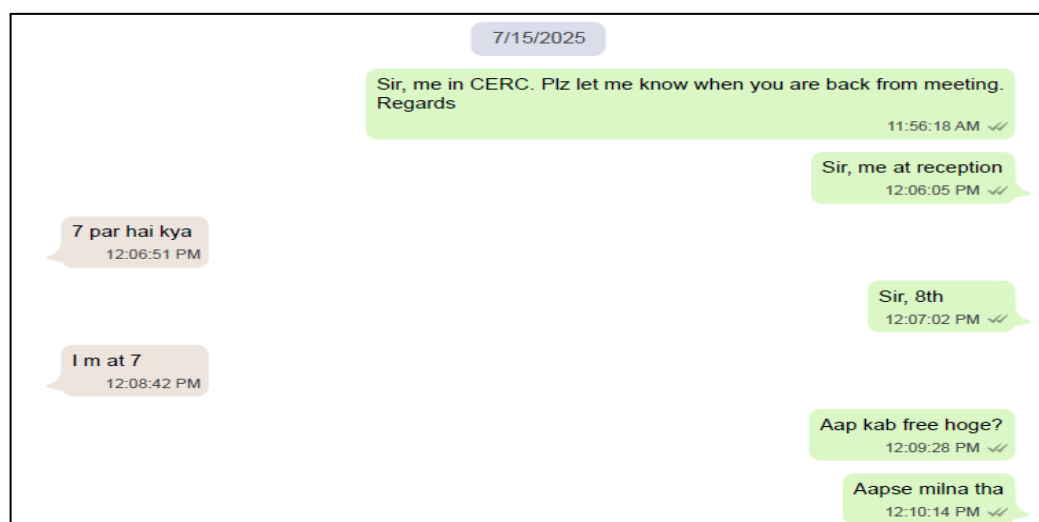 7/15/2025
Sir, me in CERC. Plz let me know when you are back from meeting.
Regards
11:56:18 AM
Sir, me at reception
12:06:05 PM
7 par hai kya
12:06:51 PM
Sir, 8th
12:07:02 PM
I m at 7
12:08:42 PM
Aap kab free hoge?
12:09:28 PM
Aapse milna tha
12:10:14 PM